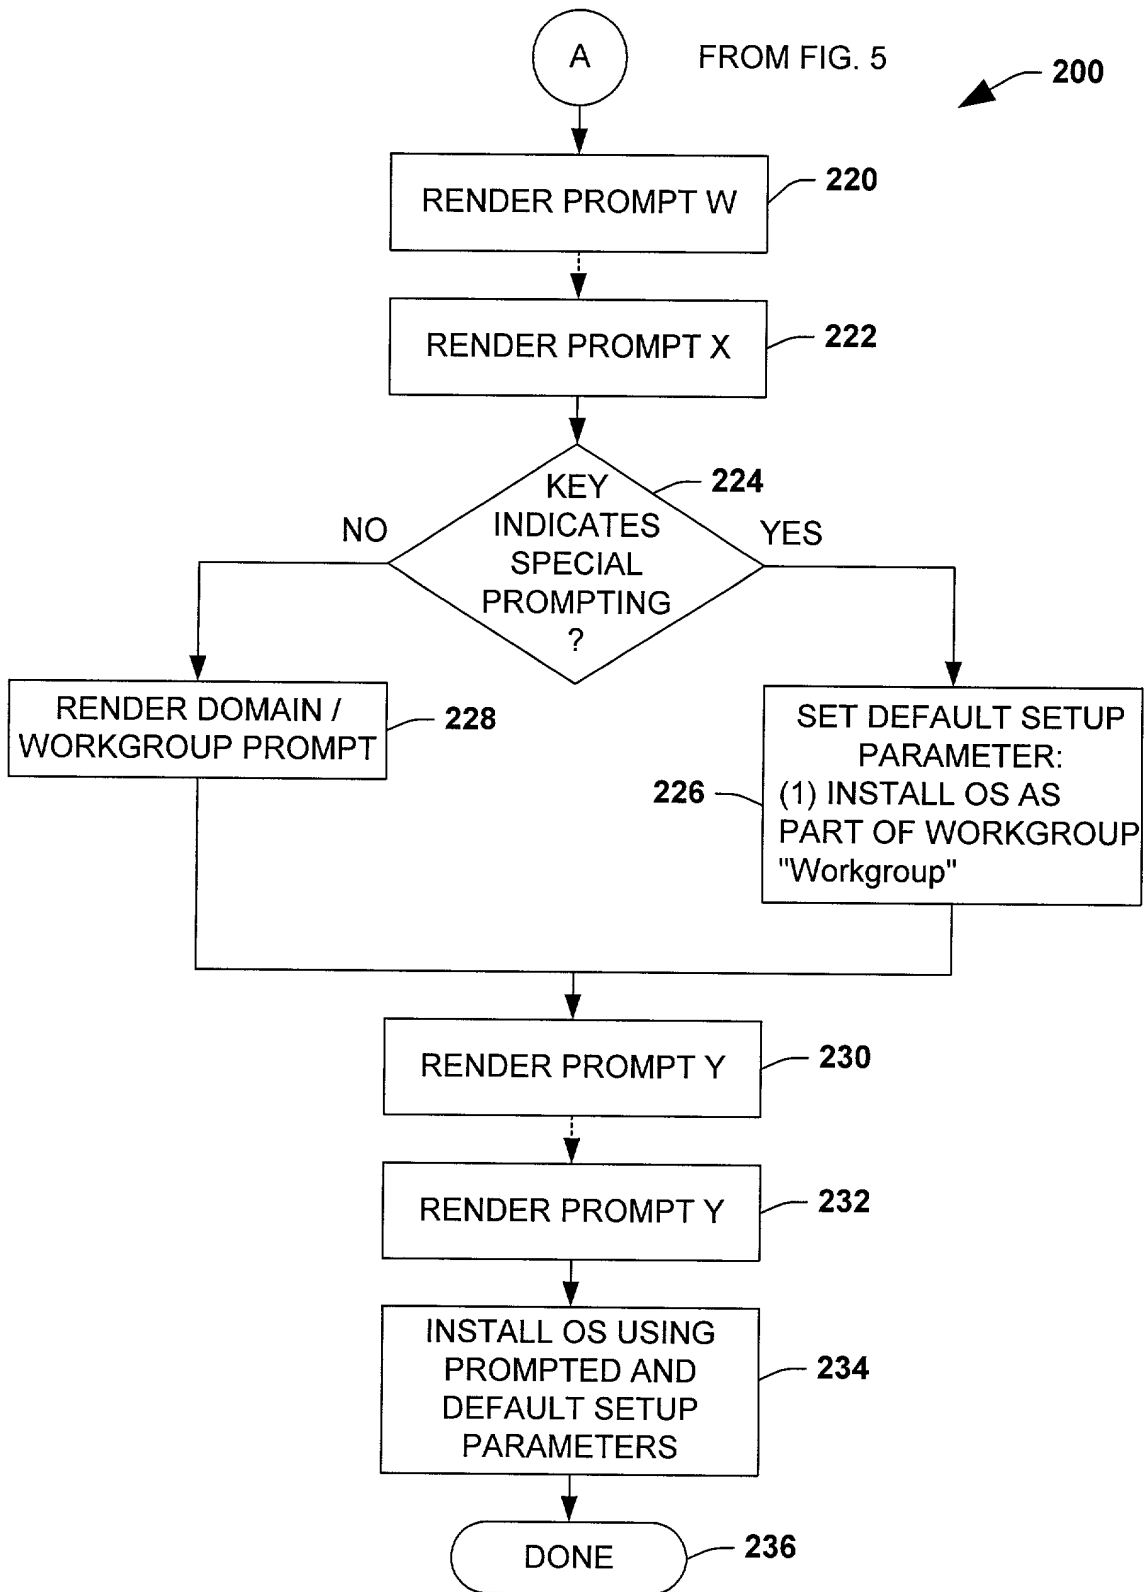 A
FROM FIG. 5
200
RENDER PROMPT W
220
RENDER PROMPT X
222
KEY
INDICATES
SPECIAL
PROMPTING
?
224
NO
YES
RENDER DOMAIN /
WORKGROUP PROMPT
228
SET DEFAULT SETUP
PARAMETER:
(1) INSTALL OS AS
PART OF WORKGROUP
"Workgroup"
226
RENDER PROMPT Y
230
RENDER PROMPT Y
232
INSTALL OS USING
PROMPTED AND
DEFAULT SETUP
PARAMETERS
234
DONE
236